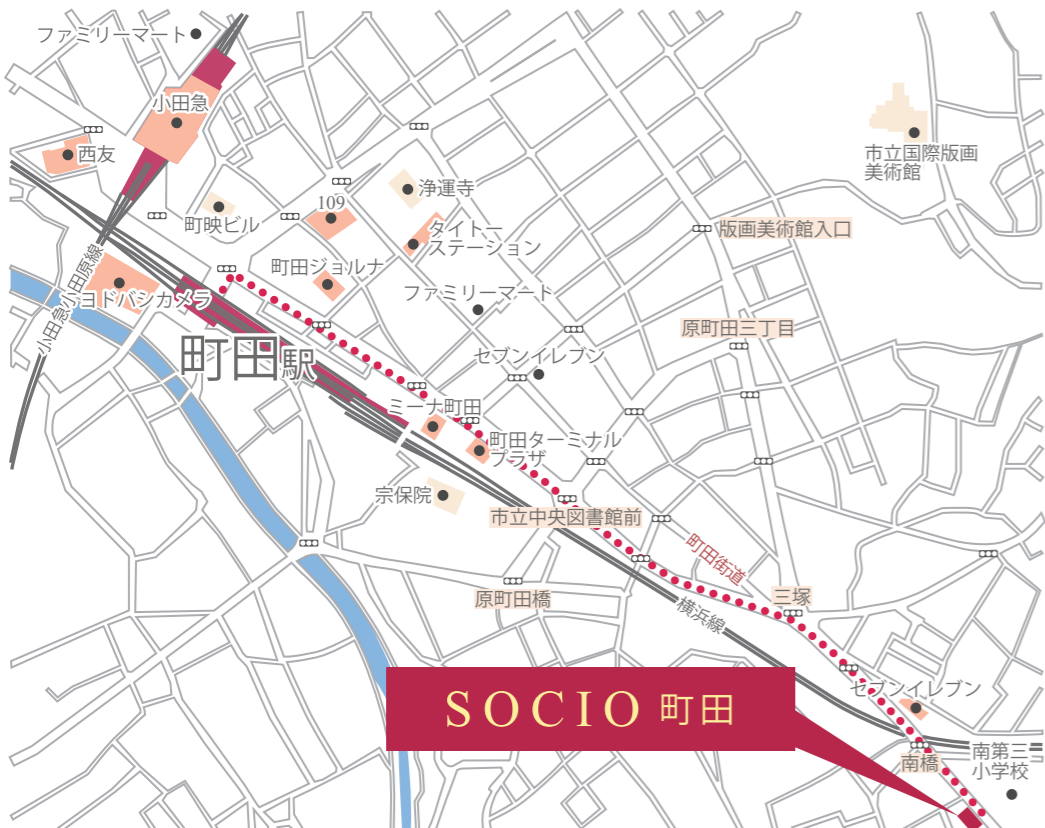 ファミリーマート
小田急
西友
浄運寺
109
町映ビル
タイトー
ステーション
市立国際版画
美術館
版画美術館入口
町田ジョルナ
小田急小田原線
ヨドバシカメラ
ファミリーマート
原町田三丁目
町田駅
セブンイレブン
ミーナ町田
町田ターミナル
プラザ
宗保院
市立中央図書館前
町田街道
原町田橋
三塚
横浜線
セブンイレブン
SOCIO 町田
南橋
南第三
小学校